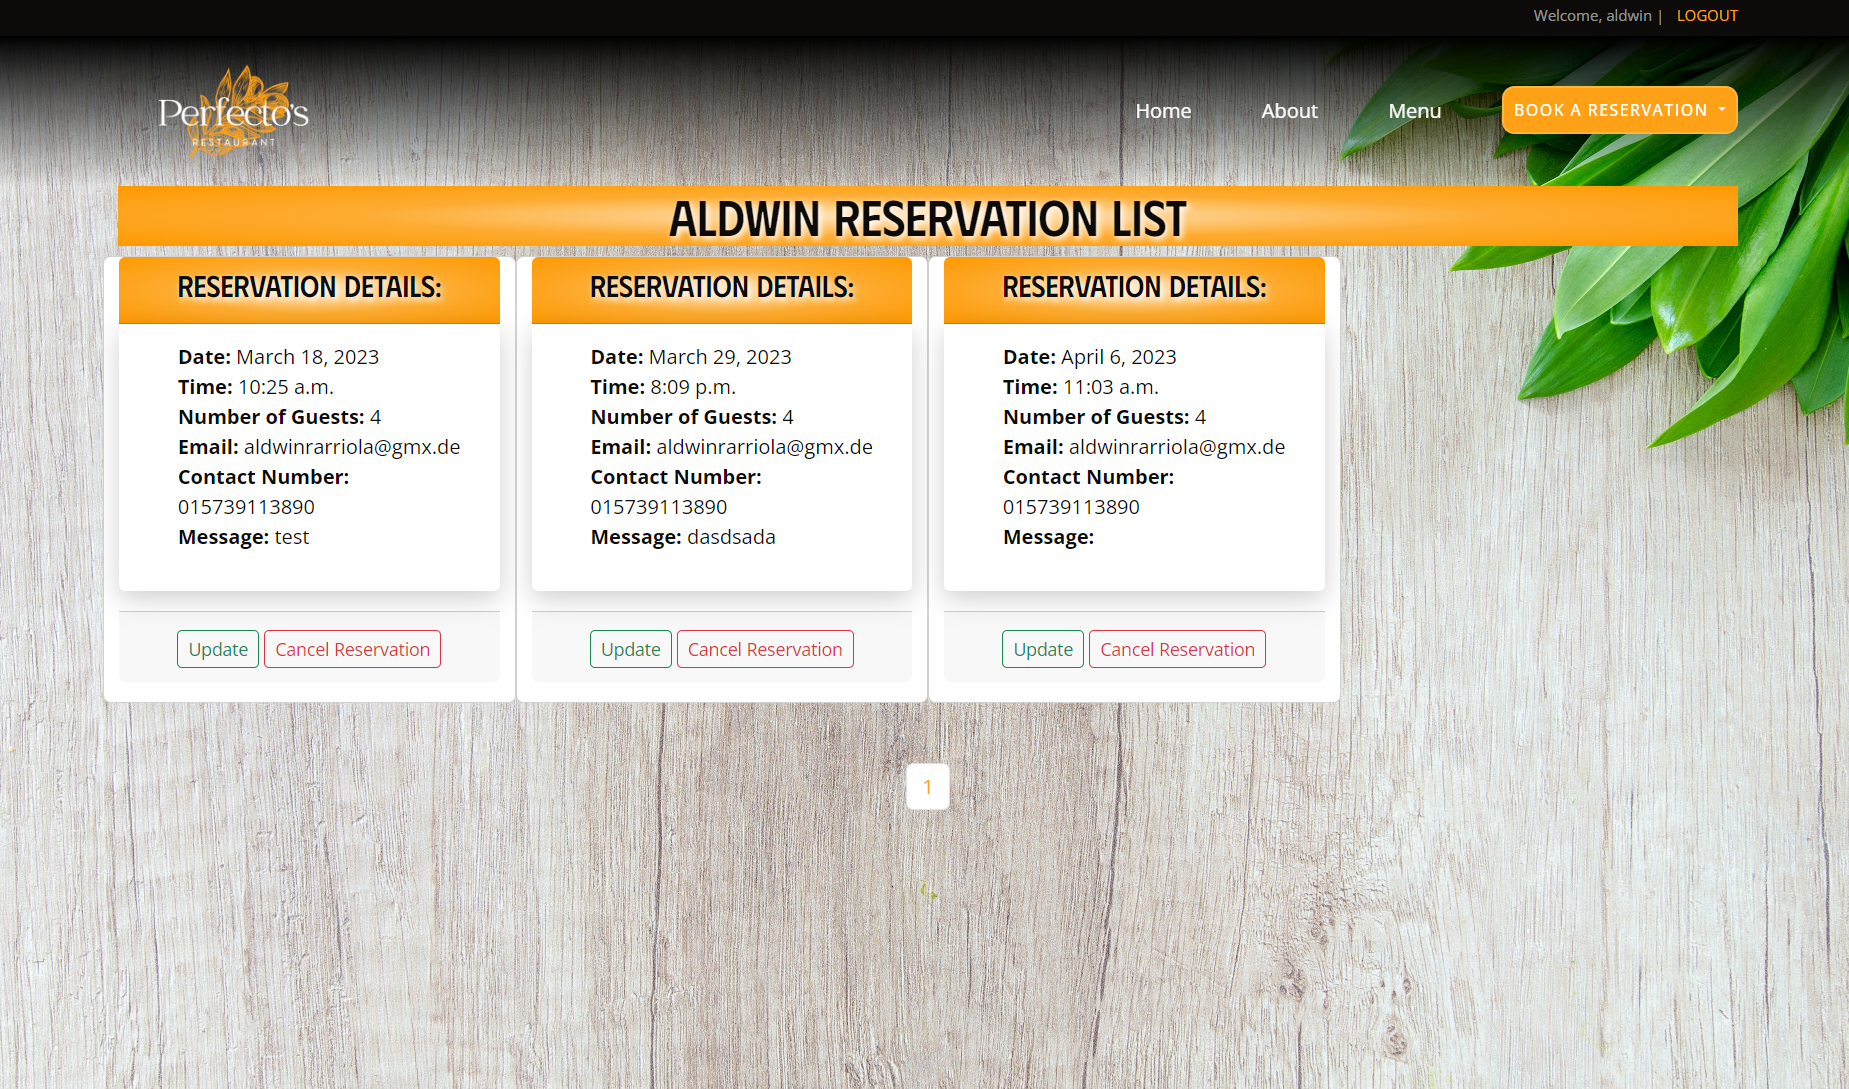 Welcome, aldwin | LOGOUT
Perfecto's
RESTAURANT
Home About Menu BOOK A RESERVATION
ALDWIN RESERVATION LIST
RESERVATION DETAILS:
Date: March 18, 2023
Time: 10:25 a.m.
Number of Guests: 4
Email: aldwinrarriola@gmx.de
Contact Number:
015739113890
Message: test
Update Cancel Reservation
RESERVATION DETAILS:
Date: March 29, 2023
Time: 8:09 p.m.
Number of Guests: 4
Email: aldwinrarriola@gmx.de
Contact Number:
015739113890
Message: dasdsada
Update Cancel Reservation
RESERVATION DETAILS:
Date: April 6, 2023
Time: 11:03 a.m.
Number of Guests: 4
Email: aldwinrarriola@gmx.de
Contact Number:
015739113890
Message:
Update Cancel Reservation
1